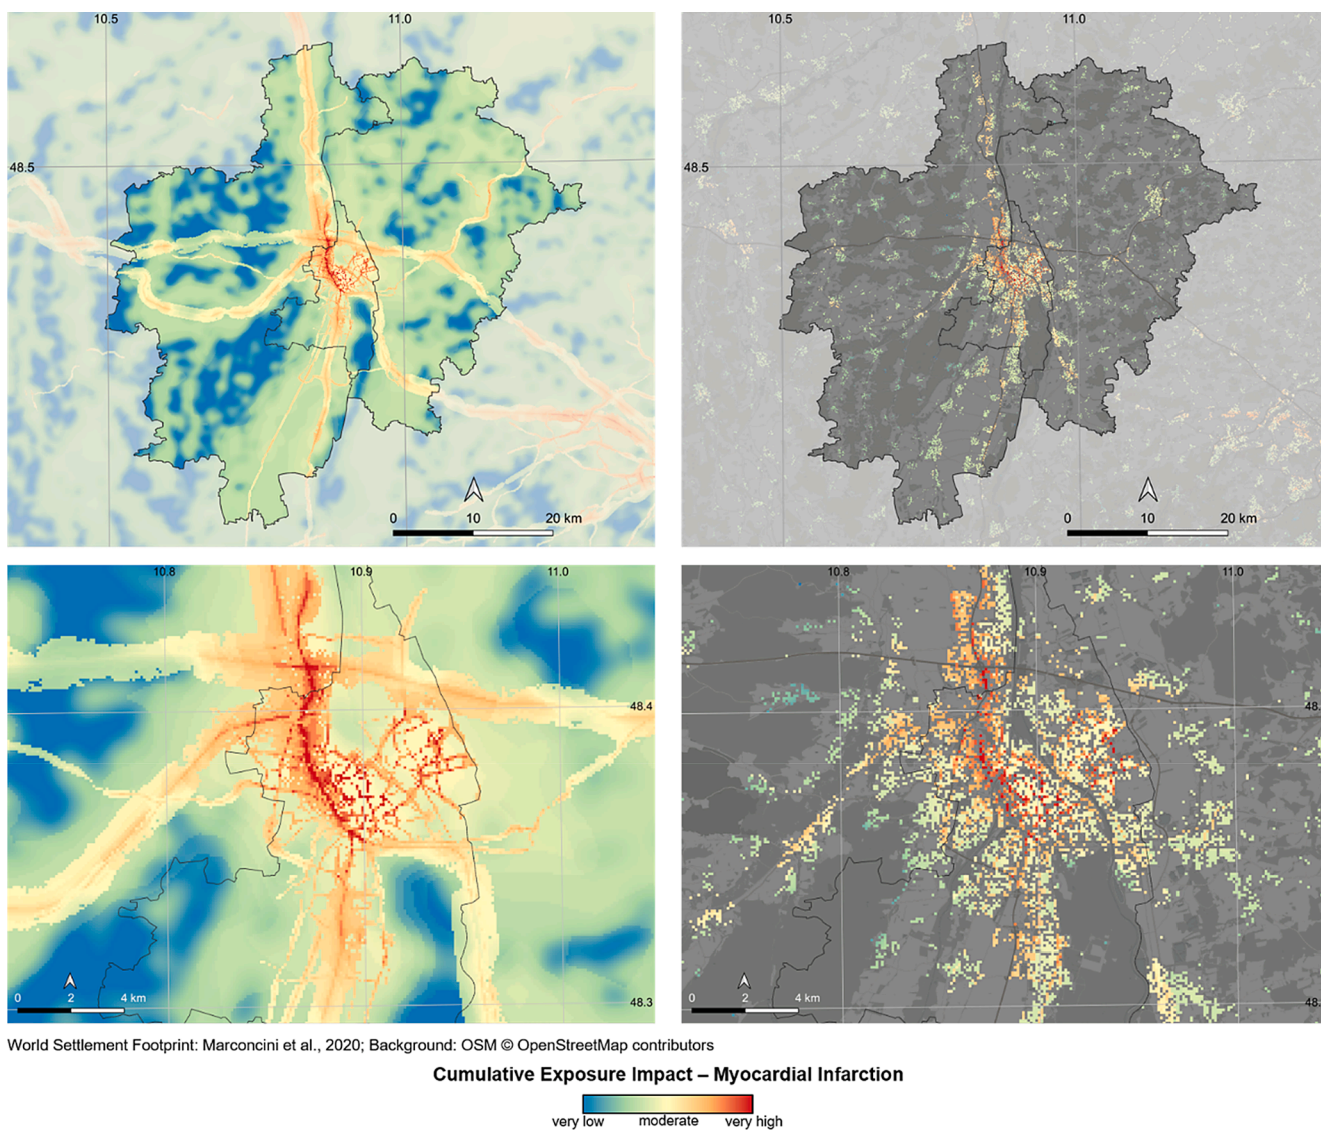 10.5 11.0
48.5
0 10 20 km
10.5 11.0
48.5
0 10 20 km
10.8 10.9 11.0
48.4
48.3
0 2 4 km
10.8 10.9 11.0
48.
48.
0 2 4 km
World Settlement Footprint: Marconcini et al., 2020; Background: OSM © OpenStreetMap contributors
Cumulative Exposure Impact – Myocardial Infarction
very low moderate very high